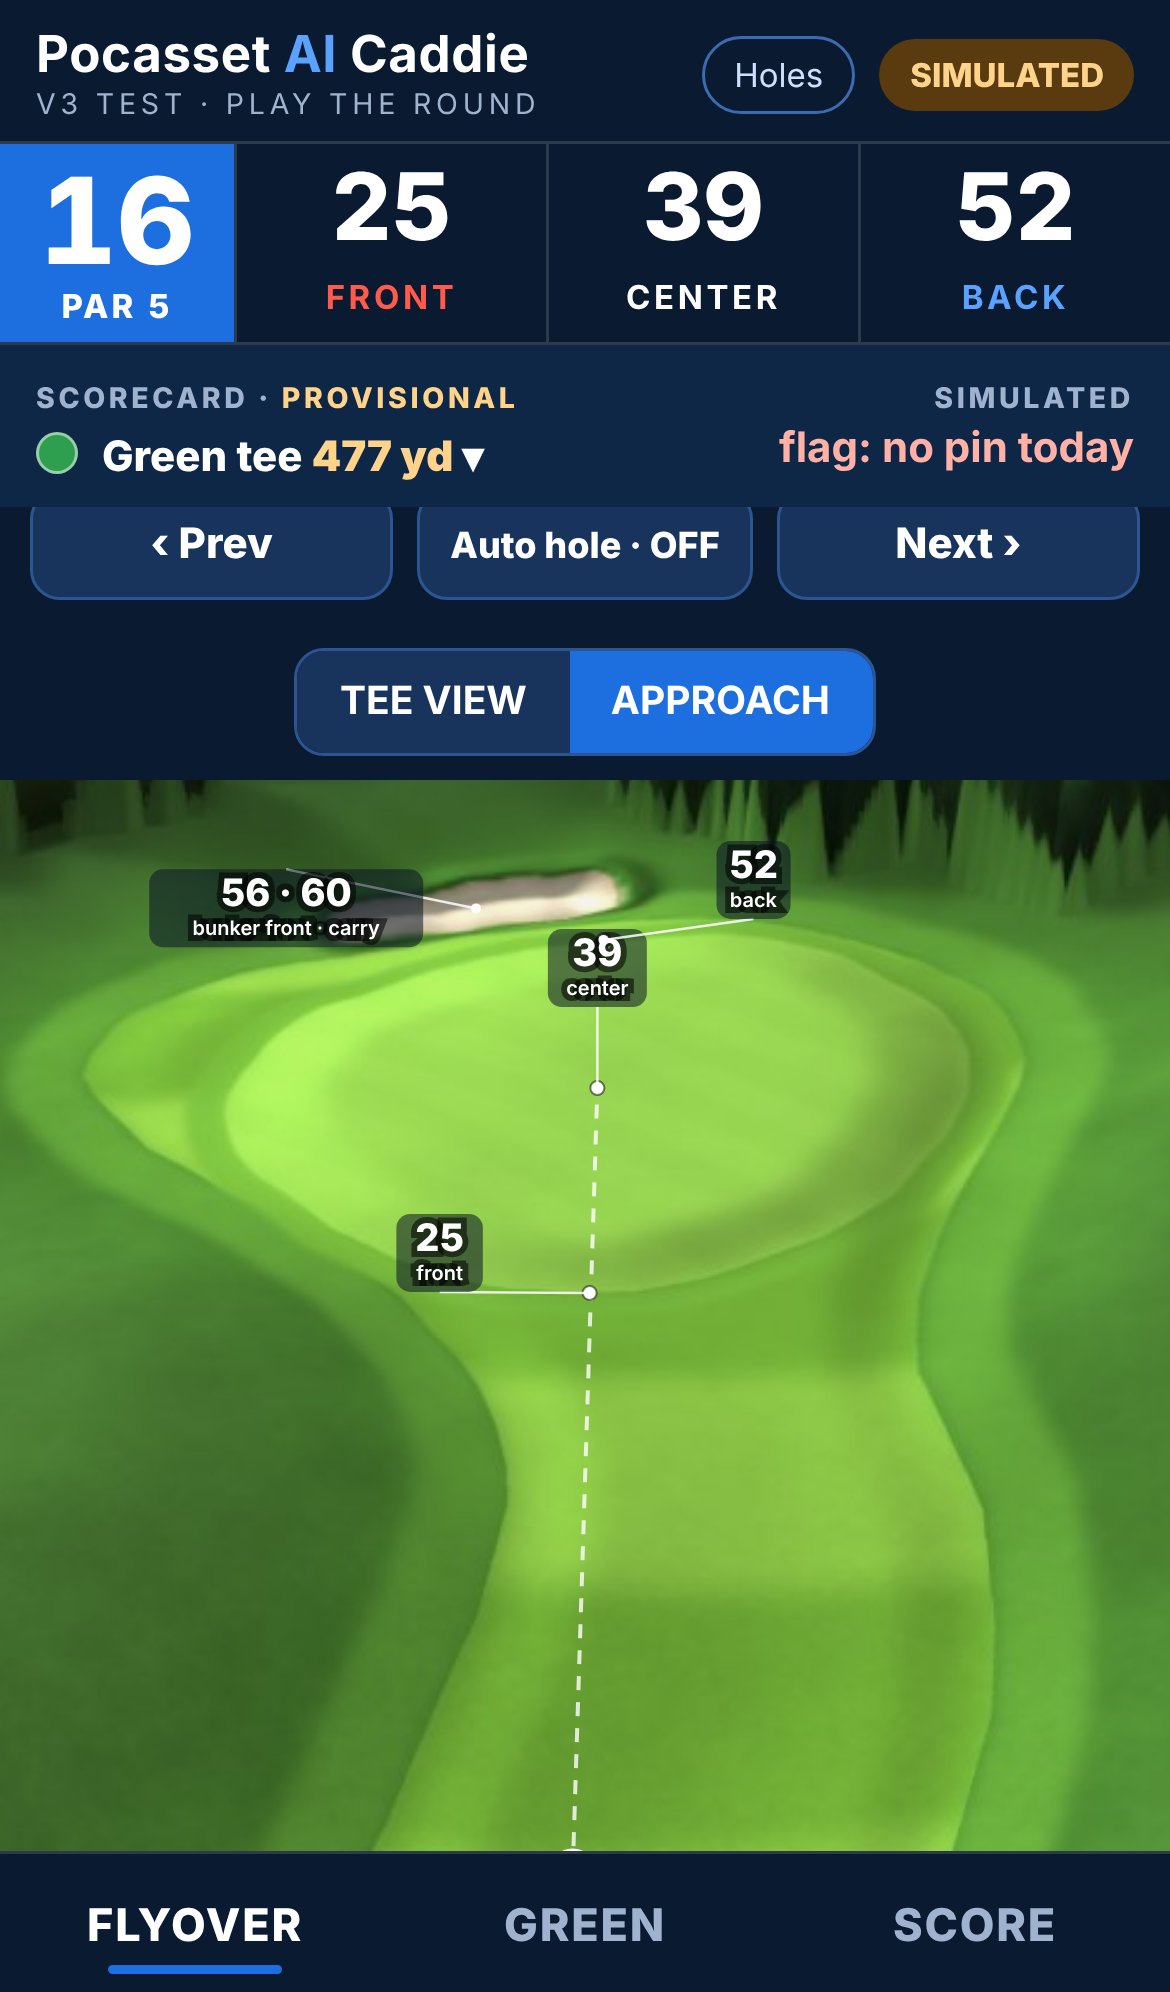 Pocasset AI Caddie
V3 TEST · PLAY THE ROUND
Holes
SIMULATED
16
PAR 5
25
FRONT
39
CENTER
52
BACK
SCORECARD · PROVISIONAL
Green tee 477 yd ▼
SIMULATED
flag: no pin today
‹ Prev
Auto hole · OFF
Next ›
TEE VIEW
APPROACH
52
back
56 · 60
bunker front · carry
39
center
25
front
FLYOVER
GREEN
SCORE